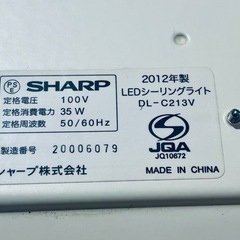 PS
E
SHARP
定格電圧 100V
定格消費電力 35W
定格周波数 50/60Hz
製造番号 20006079
シャープ株式会社
2012年製
LEDシーリングライト
DL-C213V
JQA
JQ10672
MADE IN CHINA